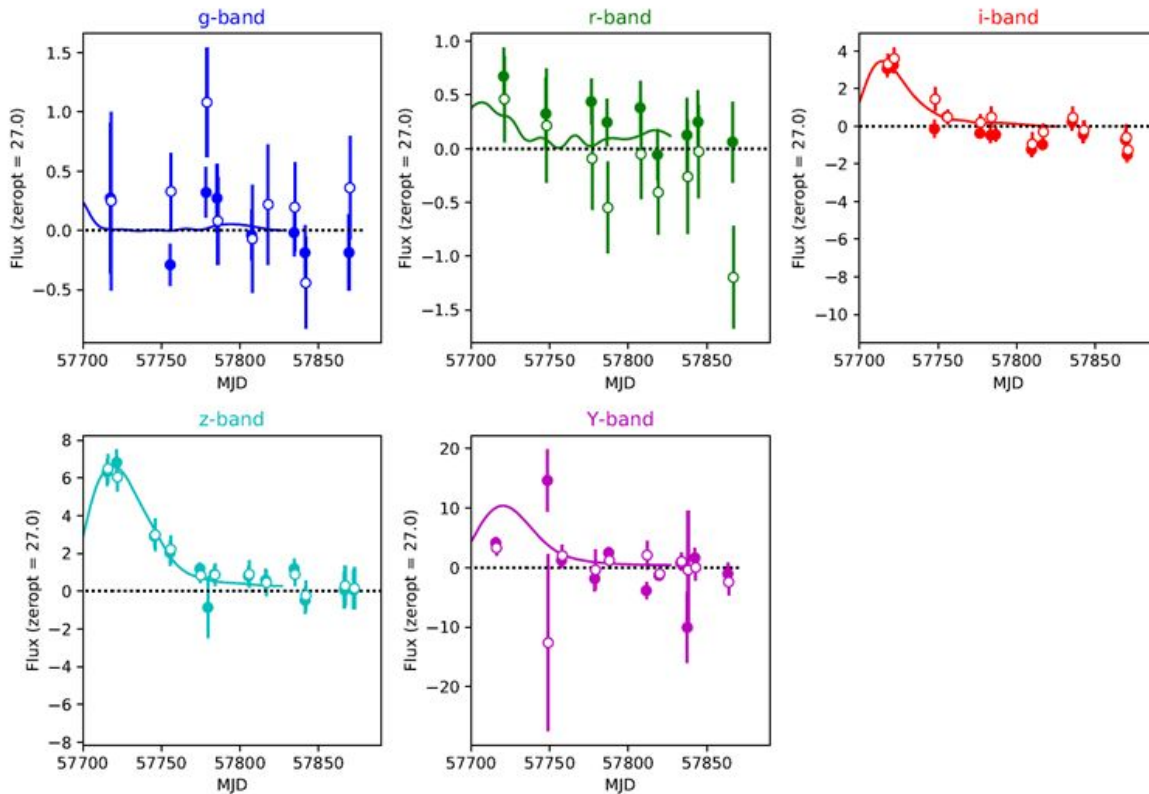 g-band
r-band
i-band
Flux (zeropt = 27.0)
1.5
1.0
0.5
0.0
−0.5
57700 57750 57800 57850
MJD
Flux (zeropt = 27.0)
1.0
0.5
0.0
−0.5
−1.0
−1.5
57700 57750 57800 57850
MJD
Flux (zeropt = 27.0)
4
2
0
−2
−4
−6
−8
−10
57700 57750 57800 57850
MJD
z-band
Y-band
Flux (zeropt = 27.0)
8
6
4
2
0
−2
−4
−6
−8
57700 57750 57800 57850
MJD
Flux (zeropt = 27.0)
20
10
0
−10
−20
57700 57750 57800 57850
MJD